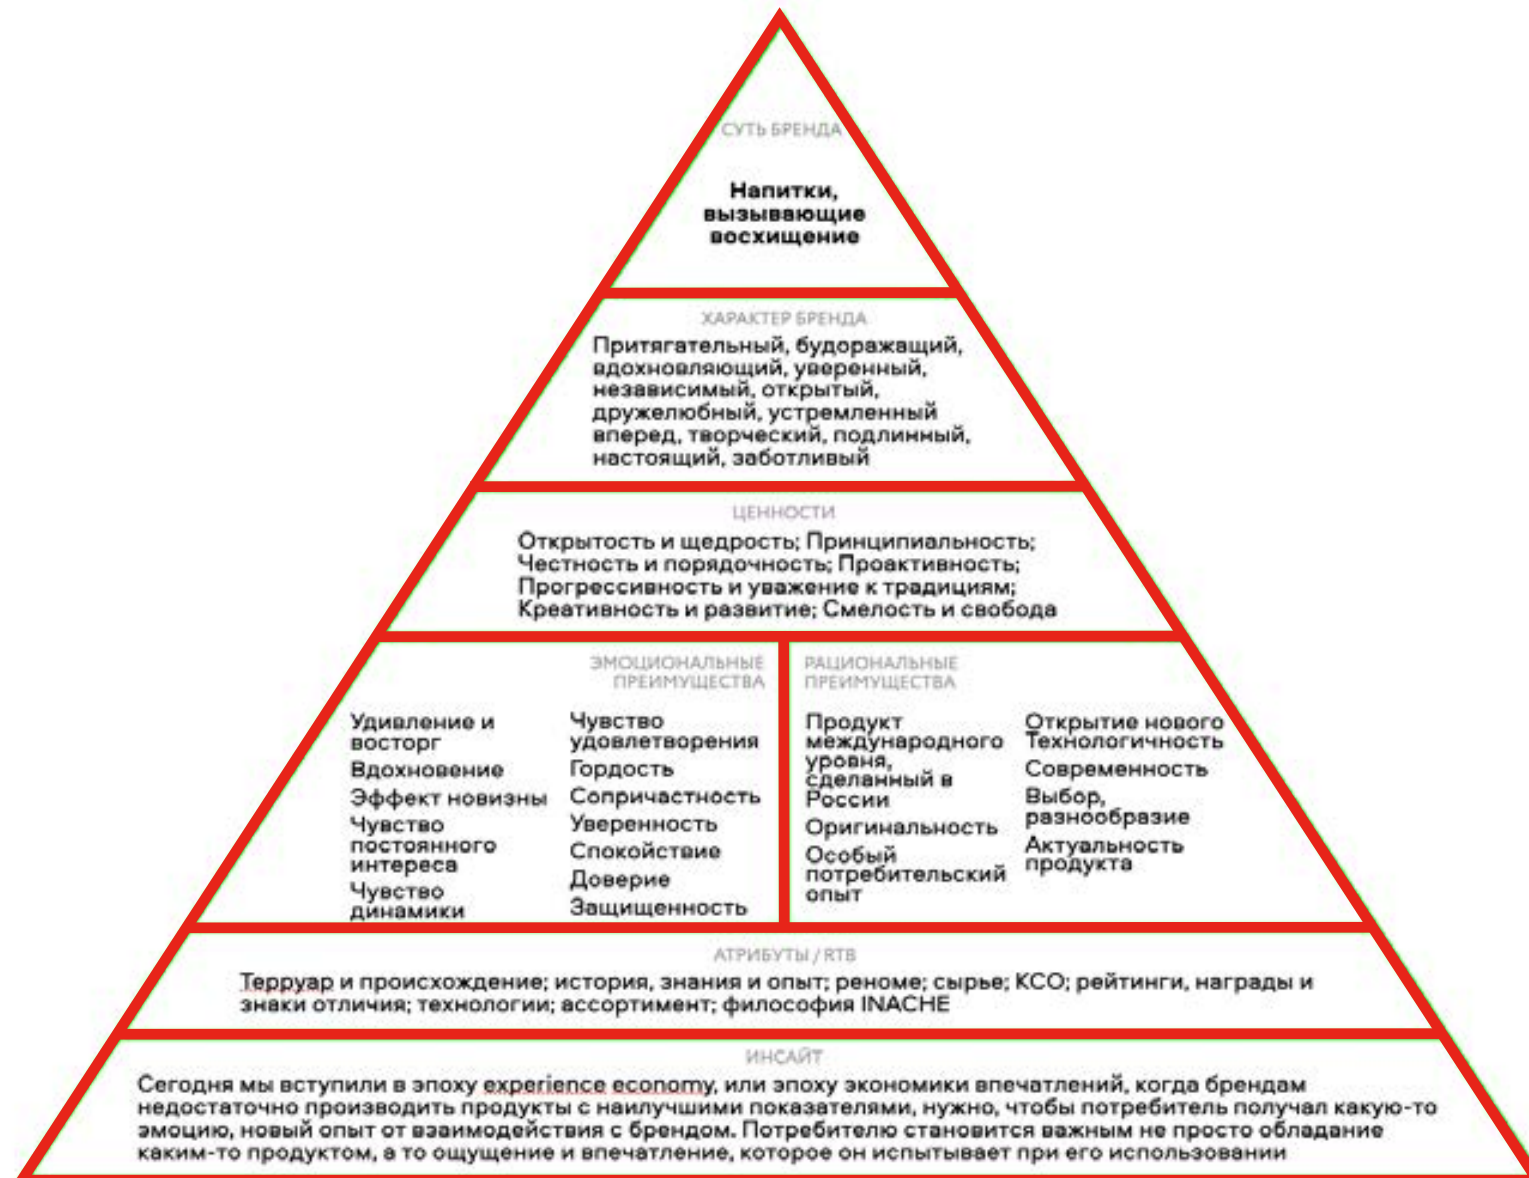 СУТЬ БРЕНДА
Напитки,
вызывающие
восхищение
ХАРАКТЕР БРЕНДА
Притягательный, будоражащий,
вдохновляющий, уверенный,
независимый, открытый,
дружелюбный, устремленный
вперед, творческий, подлинный,
настоящий, заботливый
ЦЕННОСТИ
Открытость и щедрость; Принципиальность;
Честность и порядочность; Проактивность;
Прогрессивность и уважение к традициям;
Креативность и развитие; Смелость и свобода
ЭМОЦИОНАЛЬНЫЕ
ПРЕИМУЩЕСТВА
Удивление и
восторг
Вдохновение
Эффект новизны
Чувство
постоянного
интереса
Чувство
динамики
Чувство
удовлетворения
Гордость
Сопричастность
Уверенность
Спокойствие
Доверие
Защищенность
РАЦИОНАЛЬНЫЕ
ПРЕИМУЩЕСТВА
Продукт
международного
уровня,
сделанный в
России
Оригинальность
Особый
потребительский
опыт
Открытие нового
Технологичность
Современность
Выбор,
разнообразие
Актуальность
продукта
АТРИБУТЫ / RTB
Терруар и происхождение; история, знания и опыт; реноме; сырье; КСО; рейтинги, награды и
знаки отличия; технологии; ассортимент; философия INACHE
ИНСАЙТ
Сегодня мы вступили в эпоху experience economy, или эпоху экономики впечатлений, когда брендам
недостаточно производить продукты с наилучшими показателями, нужно, чтобы потребитель получал какую-то
эмоцию, новый опыт от взаимодействия с брендом. Потребителю становится важным не просто обладание
каким-то продуктом, а то ощущение и впечатление, которое он испытывает при его использовании